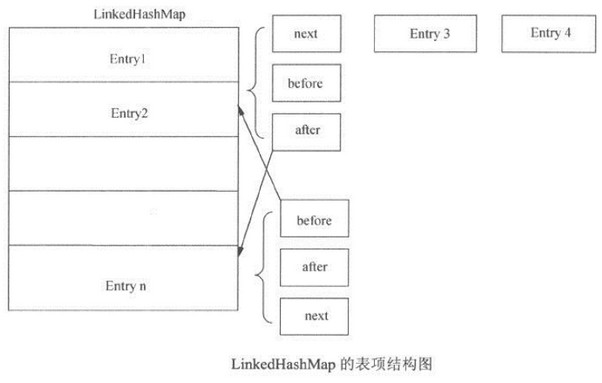 LinkedHashMap
next Entry 3 Entry 4
Entry1
before
Entry2
after
before
after
Entry n
next
LinkedHashMap 的表项结构图